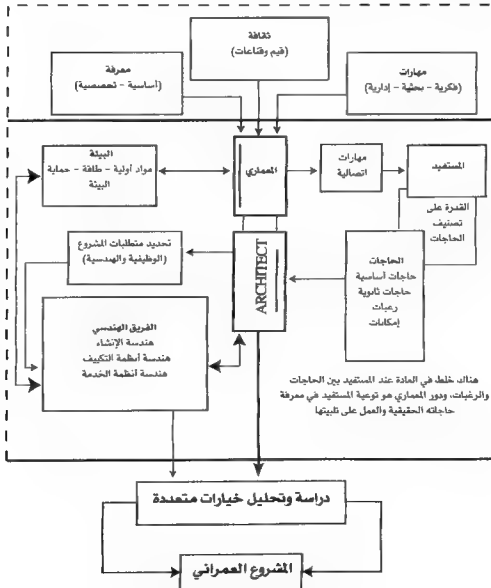 ثقافة
(قيم وقناعات)
مهارات
(فكرية - بحثية - إدارية)
معرفة
(أساسية - تخصصية)
المستفيد
مهارات
اتصالية
المعماري
البيئة
مواد أولية - طاقة - حماية
البيئة
القدرة على
تصنيف
الحاجات
ARCHITECT
تحديد متطلبات المشروع
(الوظيفية والهندسية)
الحاجات
حاجات أساسية
حاجات ثانوية
رغبات
إمكانات
الفريق الهندسي
هندسة الإنشاء
هندسة أنظمة التكييف
هندسة أنظمة الخدمة
هناك خلط في العادة عند المستفيد بين الحاجات
والرغبات، ودور المعماري هو توعية المستفيد في معرفة
حاجاته الحقيقية والعمل على تلبيتها
دراسة وتحليل خيارات متعددة
المشروع العمراني